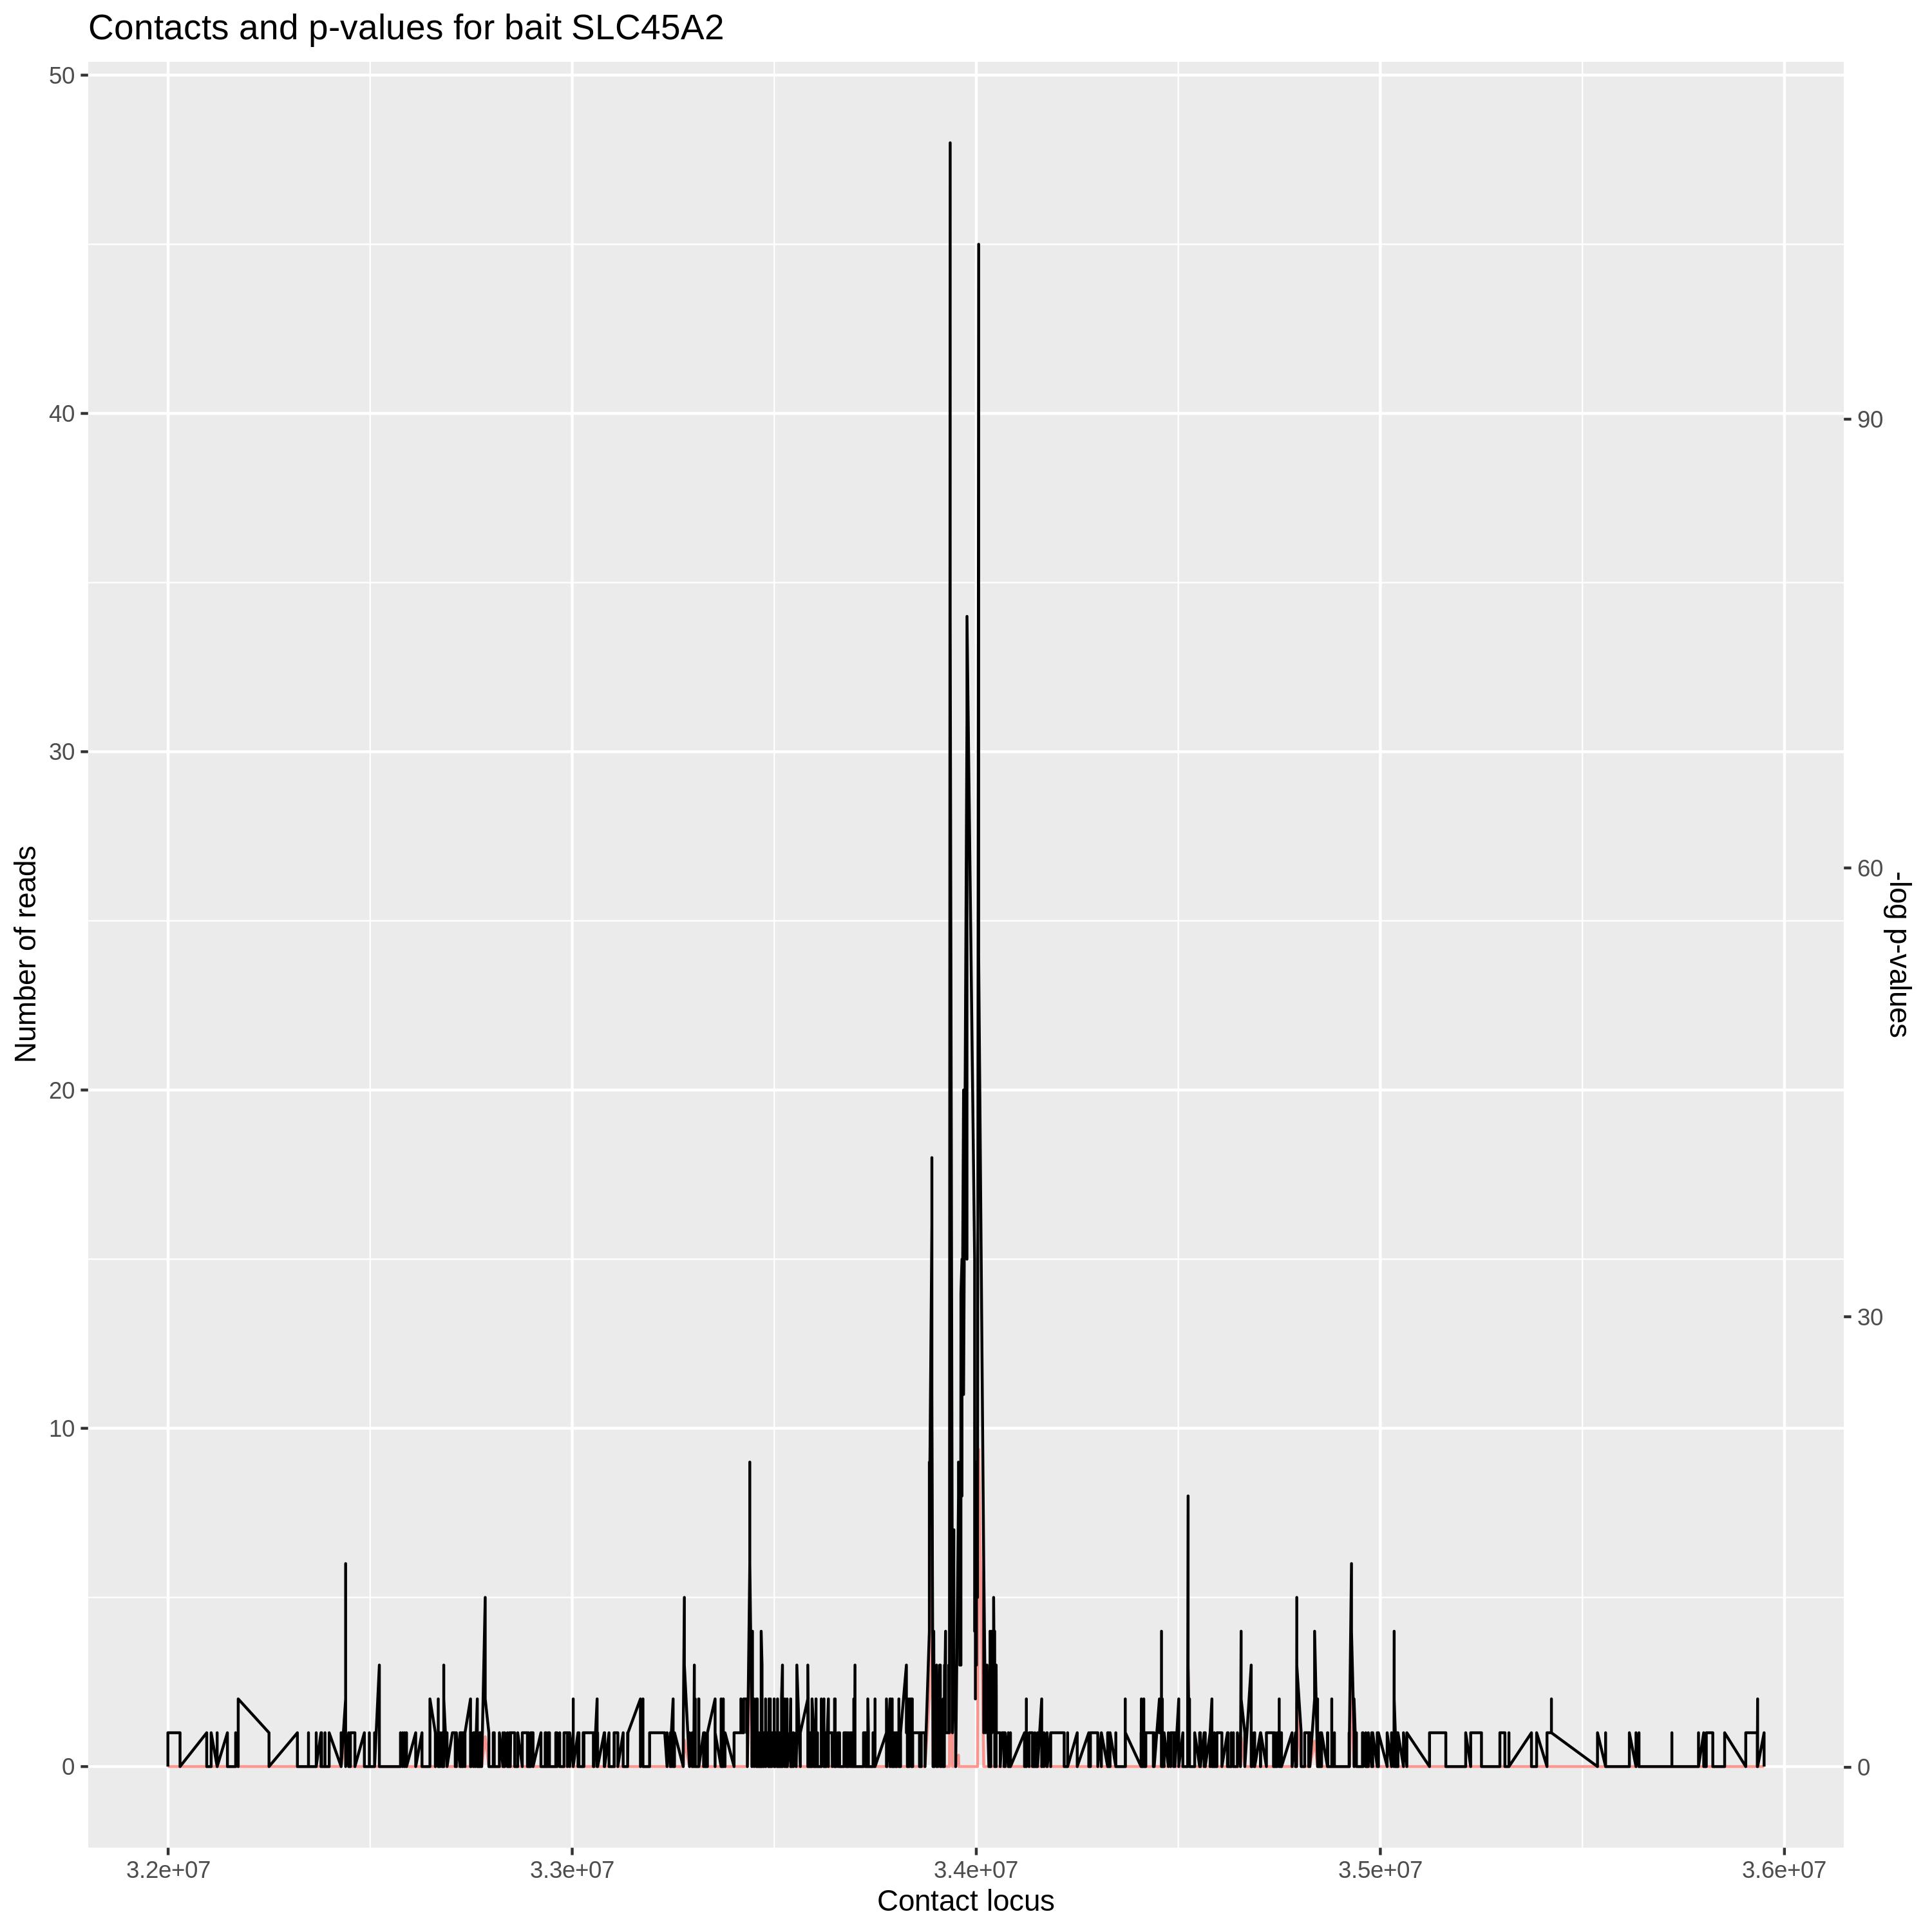 Contacts and p-values for bait SLC45A2
50
40
30
20
10
0
Number of reads
90
60
30
0
-log p-values
3.2e+07 3.3e+07 3.4e+07 3.5e+07 3.6e+07
Contact locus